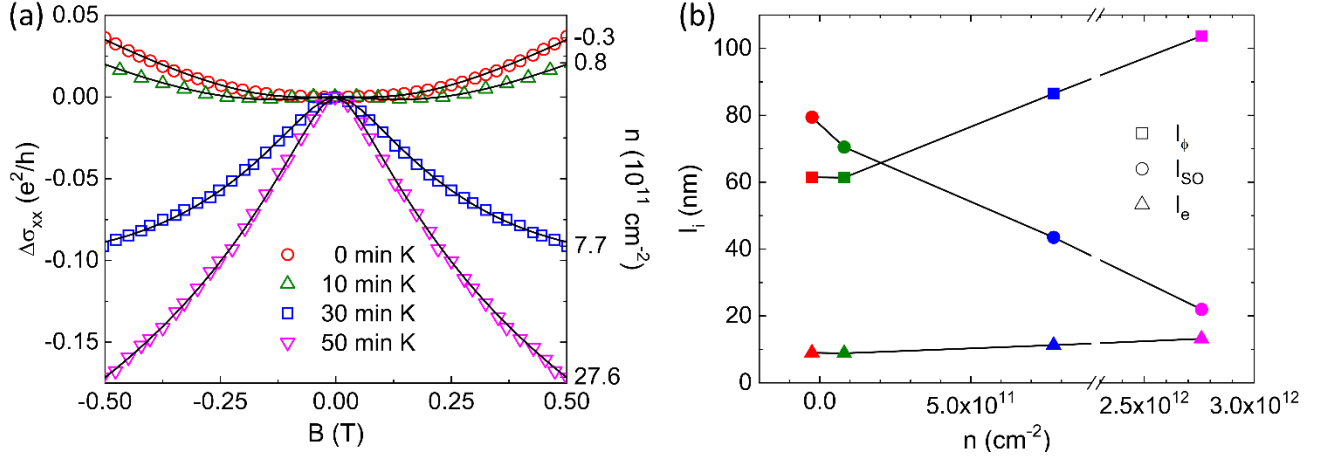 (a)
0.05
0.00
-0.05
-0.10
-0.15
Δσxx (e²/h)
-0.50
-0.25
0.00
0.25
0.50
B (T)
0 min K
10 min K
30 min K
50 min K
-0.3
0.8
7.7
27.6
n (10¹¹ cm⁻²)
(b)
100
80
60
40
20
0
lᵢ (nm)
lϕ
lSO
lₑ
0.0
5.0x10¹¹
2.5x10¹²
3.0x10¹²
n (cm⁻²)